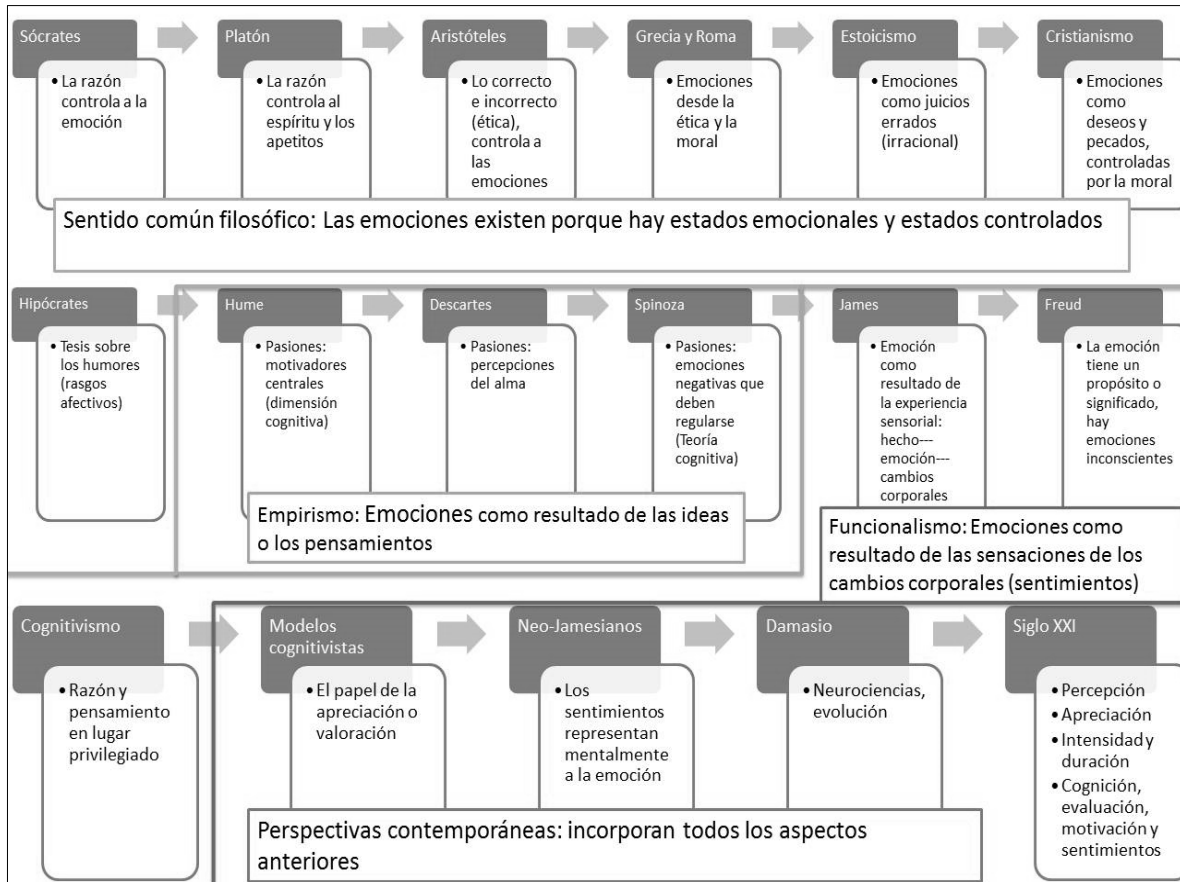 Sócrates
• La razón
controla a la
emoción
Platón
• La razón
controla al
espíritu y los
apetitos
Aristóteles
• Lo correcto
e incorrecto
(ética),
controla a
las
emociones
Grecia y Roma
• Emociones
desde la
ética y la
moral
Estoicismo
• Emociones
como juicios
errados
(irracional)
Cristianismo
• Emociones
como
deseos y
pecados,
controladas
por la moral
Sentido común filosófico: Las emociones existen porque hay estados emocionales y estados controlados
Hipócrates
• Tesis sobre
los humores
(rasgos
afectivos)
Hume
• Pasiones:
motivadores
centrales
(dimensión
cognitiva)
Descartes
• Pasiones:
percepciones
del alma
Spinoza
• Pasiones:
emociones
negativas que
deben
regularse
(Teoría
cognitiva)
James
• Emoción
como
resultado de
la experiencia
sensorial:
hecho---
emoción---
cambios
corporales
Freud
• La emoción
tiene un
propósito o
significado,
hay
emociones
inconscientes
Empirismo: Emociones como resultado de las ideas
o los pensamientos
Funcionalismo: Emociones como
resultado de las sensaciones de los
cambios corporales (sentimientos)
Cognitivismo
• Razón y
pensamiento
en lugar
privilegiado
Modelos
cognitivistas
• El papel de la
apreciación o
valoración
Neo-Jamesianos
• Los
sentimientos
representan
mentalmente
a la emoción
Damasio
• Neurociencias,
evolución
Siglo XXI
• Percepción
• Apreciación
• Intensidad y
duración
• Cognición,
evaluación,
motivación y
sentimientos
Perspectivas contemporáneas: incorporan todos los aspectos
anteriores